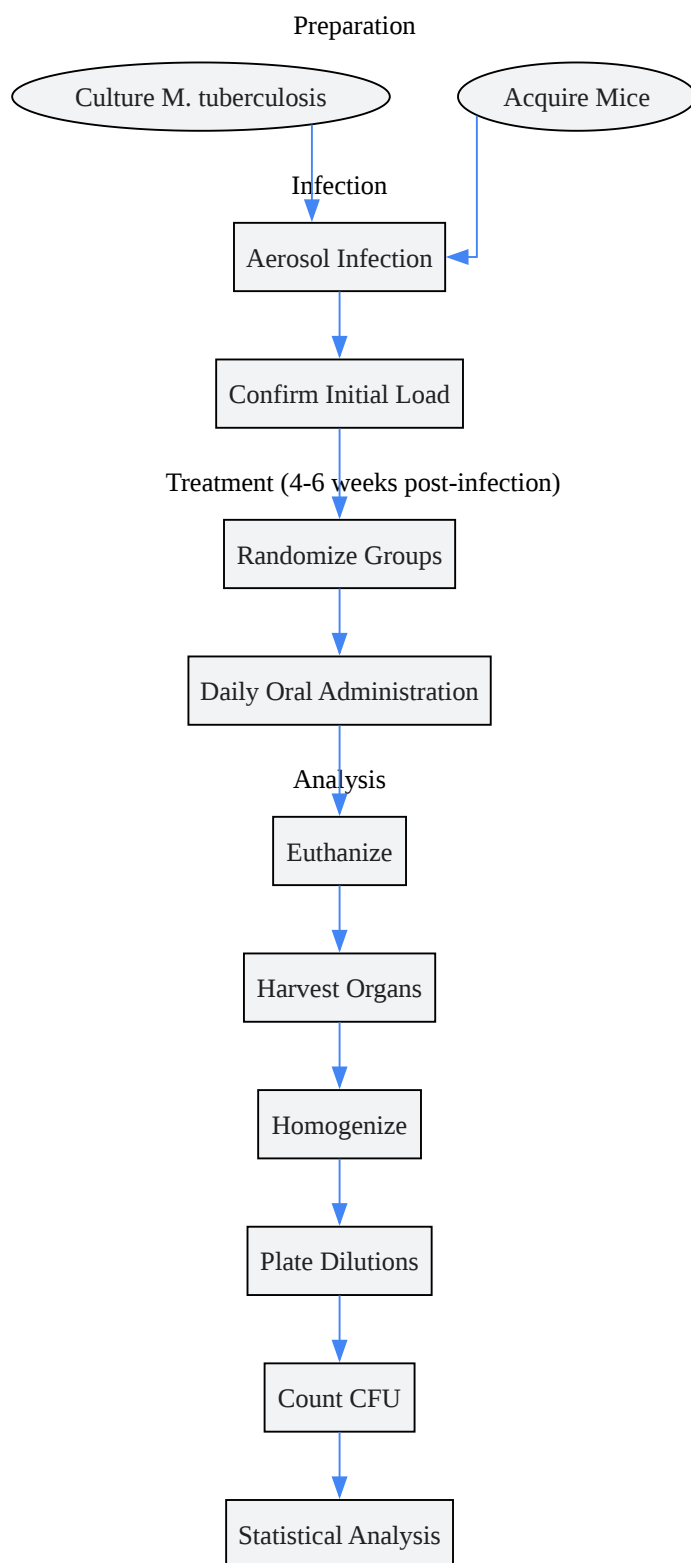 Preparation
Culture M. tuberculosis
Acquire Mice
Infection
Aerosol Infection
Confirm Initial Load
Treatment (4-6 weeks post-infection)
Randomize Groups
Daily Oral Administration
Analysis
Euthanize
Harvest Organs
Homogenize
Plate Dilutions
Count CFU
Statistical Analysis